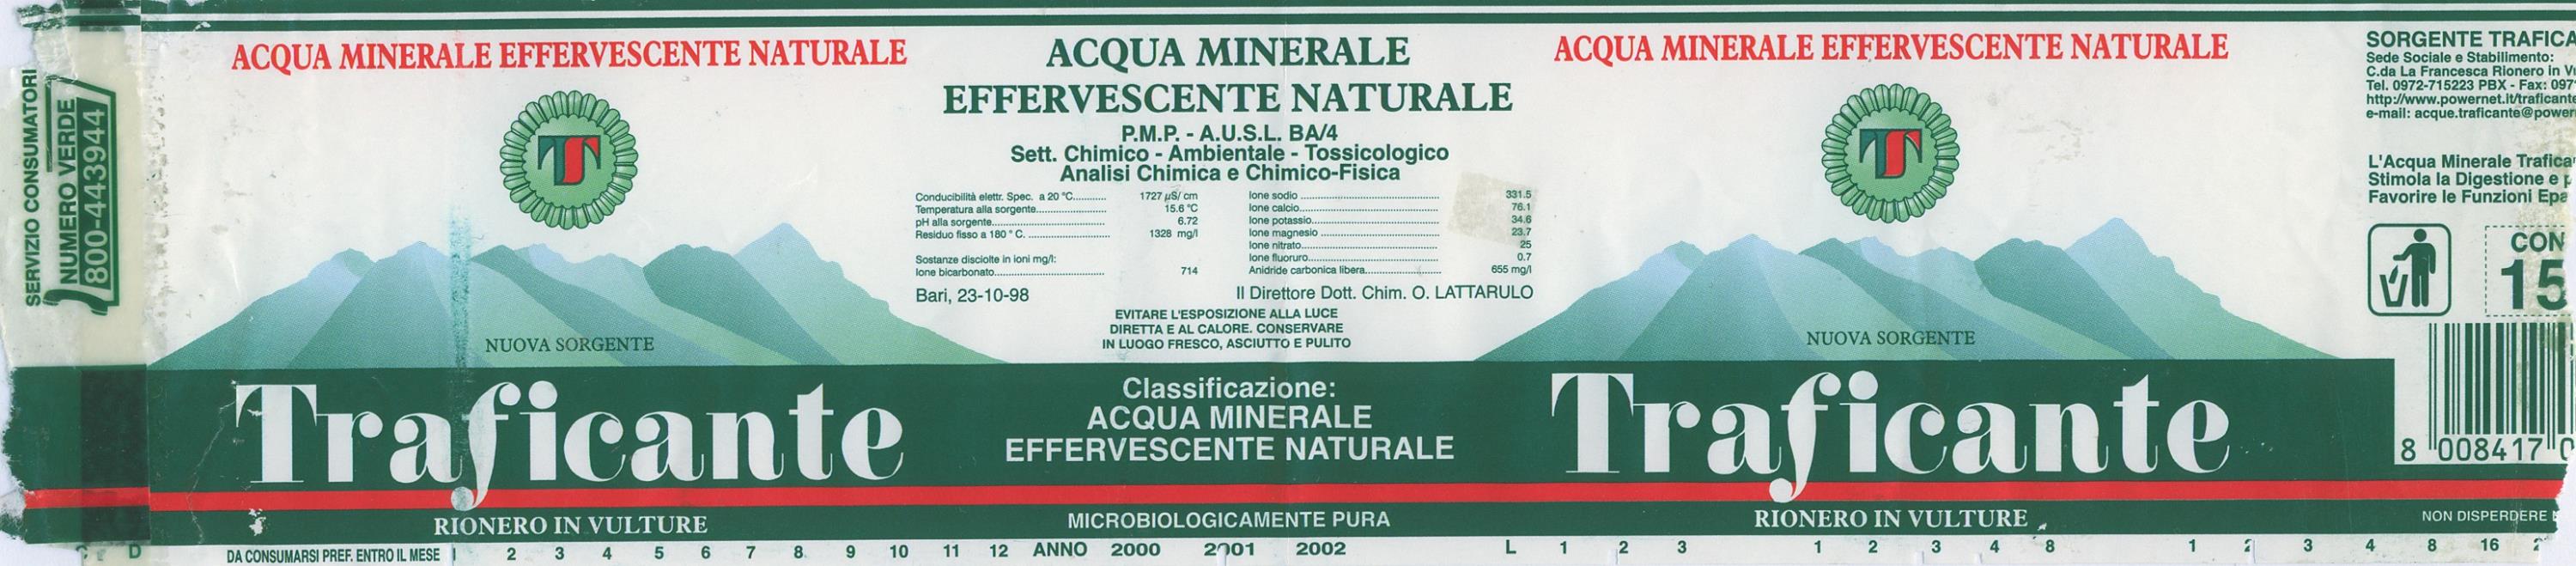 SERVIZIO CONSUMATORI
NUMERO VERDE
800-443944
ACQUA MINERALE EFFERVESCENTE NATURALE
TS
NUOVA SORGENTE
Traficante
RIONERO IN VULTURE
ACQUA MINERALE
EFFERVESCENTE NATURALE
P.M.P. - A.U.S.L. BA/4
Sett. Chimico - Ambientale - Tossicologico
Analisi Chimica e Chimico-Fisica
Conducibilità elettr. Spec. a 20 °C.......... 1727 µS/ cm
Temperatura alla sorgente.................... 15.6 °C
pH alla sorgente.............................. 6.72
Residuo fisso a 180 ° C. ...................... 1328 mg/l
Sostanze disciolte in ioni mg/l:
Ione bicarbonato.............................. 714
Ione sodio .............................. 331.5
Ione calcio.............................. 76.1
Ione potassio.............................. 34.6
Ione magnesio .............................. 23.7
Ione nitrato.............................. 25
Ione fluoruro.............................. 0.7
Anidride carbonica libera.................... 655 mg/l
Bari, 23-10-98
Il Direttore Dott. Chim. O. LATTARULO
EVITARE L'ESPOSIZIONE ALLA LUCE
DIRETTA E AL CALORE. CONSERVARE
IN LUOGO FRESCO, ASCIUTTO E PULITO
Classificazione:
ACQUA MINERALE
EFFERVESCENTE NATURALE
MICROBIOLOGICAMENTE PURA
ACQUA MINERALE EFFERVESCENTE NATURALE
TS
NUOVA SORGENTE
Traficante
RIONERO IN VULTURE
SORGENTE TRAFICA
Sede Sociale e Stabilimento:
C.da La Francesca Rionero in Vu
Tel. 0972-715223 PBX - Fax: 097
http://www.powernet.it/traficante
e-mail: acque.traficante@power
L'Acqua Minerale Trafica
Stimola la Digestione e p
Favorire le Funzioni Epa
CON
15
8 008417 0
NON DISPERDERE
D
DA CONSUMARSI PREF. ENTRO IL MESE 1 2 3 4 5 6 7 8 9 10 11 12 ANNO 2000 2001 2002 L 1 2 3 1 2 3 4 8 1 2 3 4 8 16 2